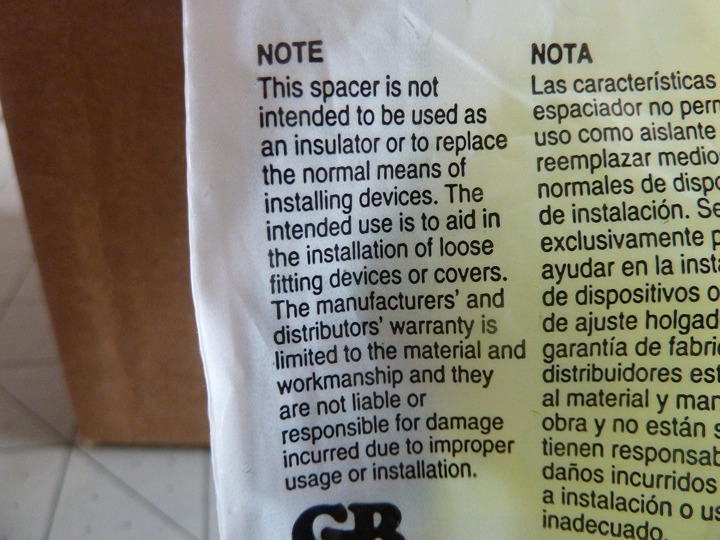 NOTE
This spacer is not
intended to be used as
an insulator or to replace
the normal means of
installing devices. The
intended use is to aid in
the installation of loose
fitting devices or covers.
The manufacturers' and
distributors' warranty is
limited to the material and
workmanship and they
are not liable or
responsible for damage
incurred due to improper
usage or installation.
GB
NOTA
Las características
espaciador no
uso como aislante
reemplazar
normales de
de instalación.
exclusivamente
ayudar en la
de dispositivos o
de ajuste
garantía de
distribuidores
al material y
obra y no están
tienen
daños incurridos
a instalación o
inadecuado.